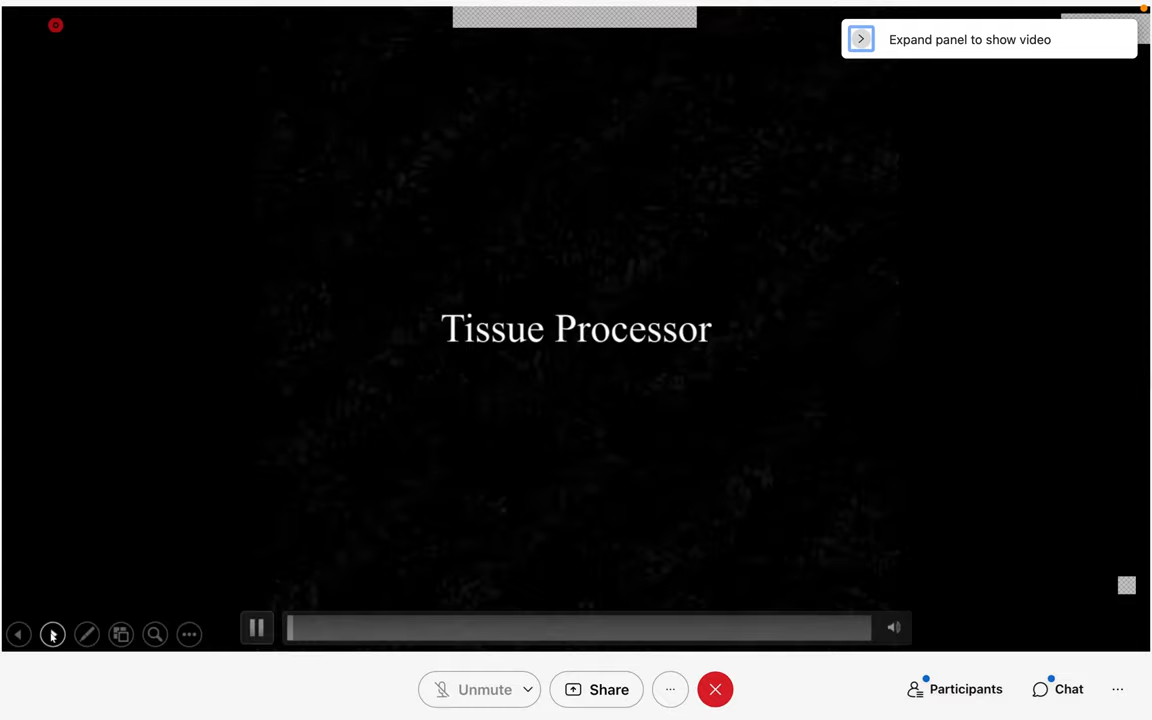 Expand panel to show video
Tissue Processor
Unmute
Share
Participants
Chat